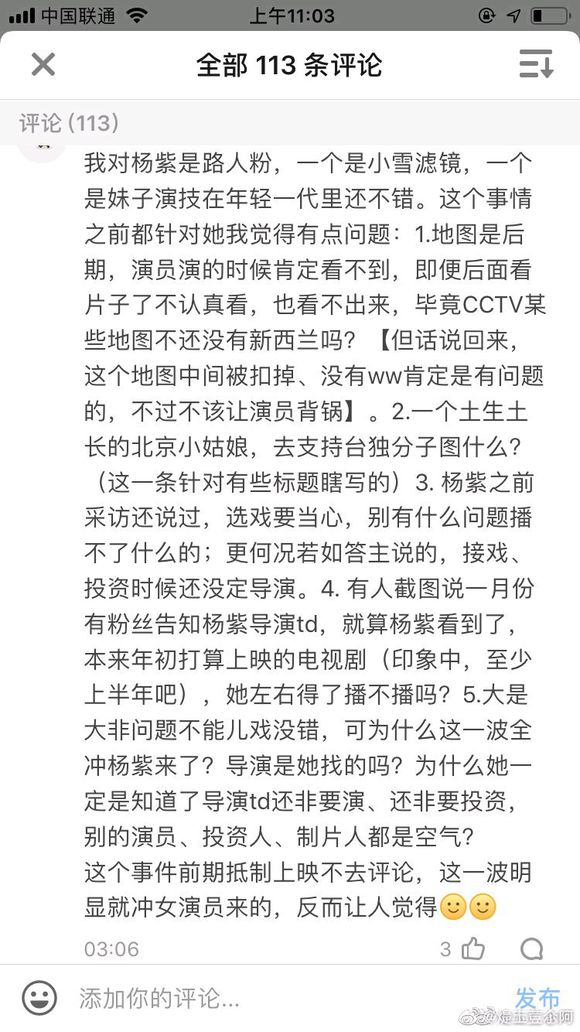 中国联通
上午11:03
全部 113 条评论
评论 (113)
我对杨紫是路人粉，一个是小雪滤镜，一个
是妹子演技在年轻一代里还不错。这个事情
之前都针对她我觉得有点问题：1.地图是后
期，演员演的时候肯定看不到，即便后面看
片子了不认真看，也看不出来，毕竟CCTV某
些地图不还没有新西兰吗？【但话说回来，
这个地图中间被扣掉、没有ww肯定是有问题
的，不过不该让演员背锅】。2.一个土生土
长的北京小姑娘，去支持台独分子图什么？
（这一条针对有些标题瞎写的）3. 杨紫之前
采访还说过，选戏要当心，别有什么问题播
不了什么的；更何况若如答主说的，接戏、
投资时候还没定导演。4. 有人截图说一月份
有粉丝告知杨紫导演td，就算杨紫看到了，
本来年初打算上映的电视剧（印象中，至少
上半年吧），她左右得了播不播吗？5.大是
大非问题不能儿戏没错，可为什么这一波全
冲杨紫来了？导演是她找的吗？为什么她一
定是知道了导演td还非要演、还非要投资，
别的演员、投资人、制片人都是空气？
这个事件前期抵制上映不去评论，这一波明
显就冲女演员来的，反而让人觉得
03:06
3
添加你的评论...
发布